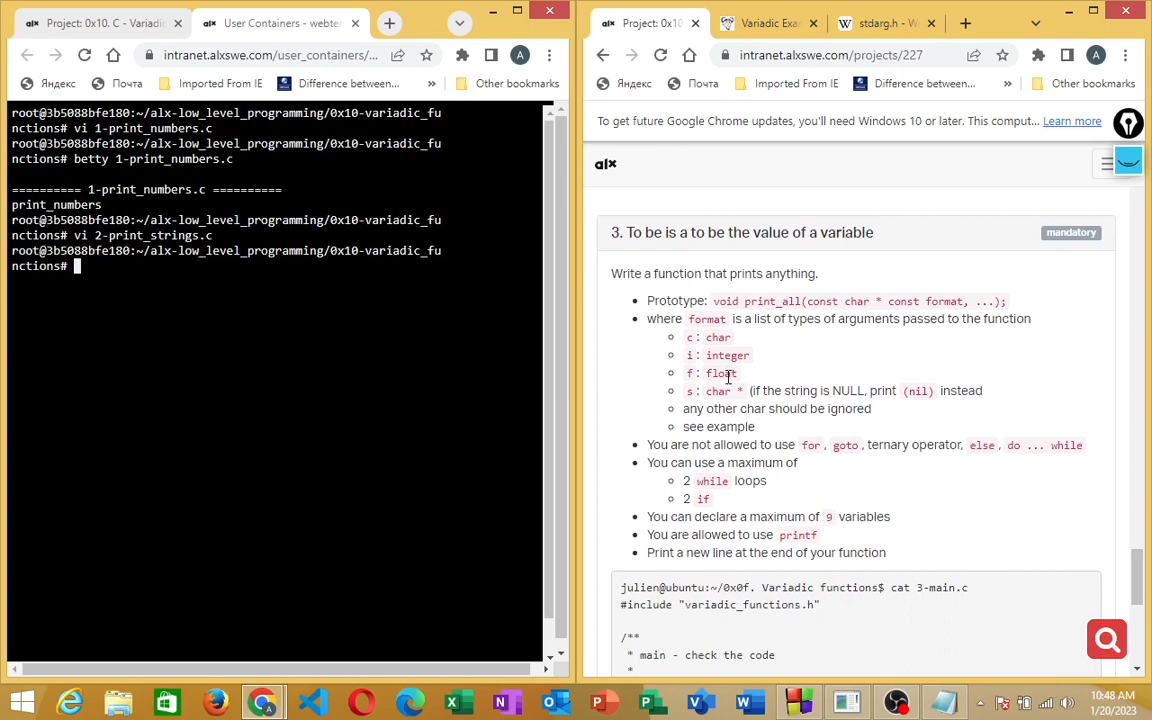 Project: 0x10. C - Variadic
User Containers - webter
intranet.alxswe.com/user_containers/...
A
Яндекс
Почта
Imported From IE
Difference between...
»
Other bookmarks
root@3b5088bfe180:~/alx-low_level_programming/0x10-variadic_fu
nctions# vi 1-print_numbers.c
root@3b5088bfe180:~/alx-low_level_programming/0x10-variadic_fu
nctions# betty 1-print_numbers.c
========== 1-print_numbers.c ==========
print_numbers
root@3b5088bfe180:~/alx-low_level_programming/0x10-variadic_fu
nctions# vi 2-print_strings.c
root@3b5088bfe180:~/alx-low_level_programming/0x10-variadic_fu
nctions#
Project: 0x10
Variadic Exa
W stdarg.h - W
intranet.alxswe.com/projects/227
A
Яндекс
Почта
Imported From IE
Difference between...
»
Other bookmarks
To get future Google Chrome updates, you'll need Windows 10 or later. This comput... Learn more
alx
3. To be is a to be the value of a variable
mandatory
Write a function that prints anything.
Prototype: void print_all(const char * const format, ...);
where format is a list of types of arguments passed to the function
c : char
i : integer
f : float
s : char * (if the string is NULL, print (nil) instead
any other char should be ignored
see example
You are not allowed to use for, goto, ternary operator, else, do ... while
You can use a maximum of
2 while loops
2 if
You can declare a maximum of 9 variables
You are allowed to use printf
Print a new line at the end of your function
julien@ubuntu:~/0x0f. Variadic functions$ cat 3-main.c
#include "variadic_functions.h"
/**
* main - check the code
*
10:48 AM
1/20/2023